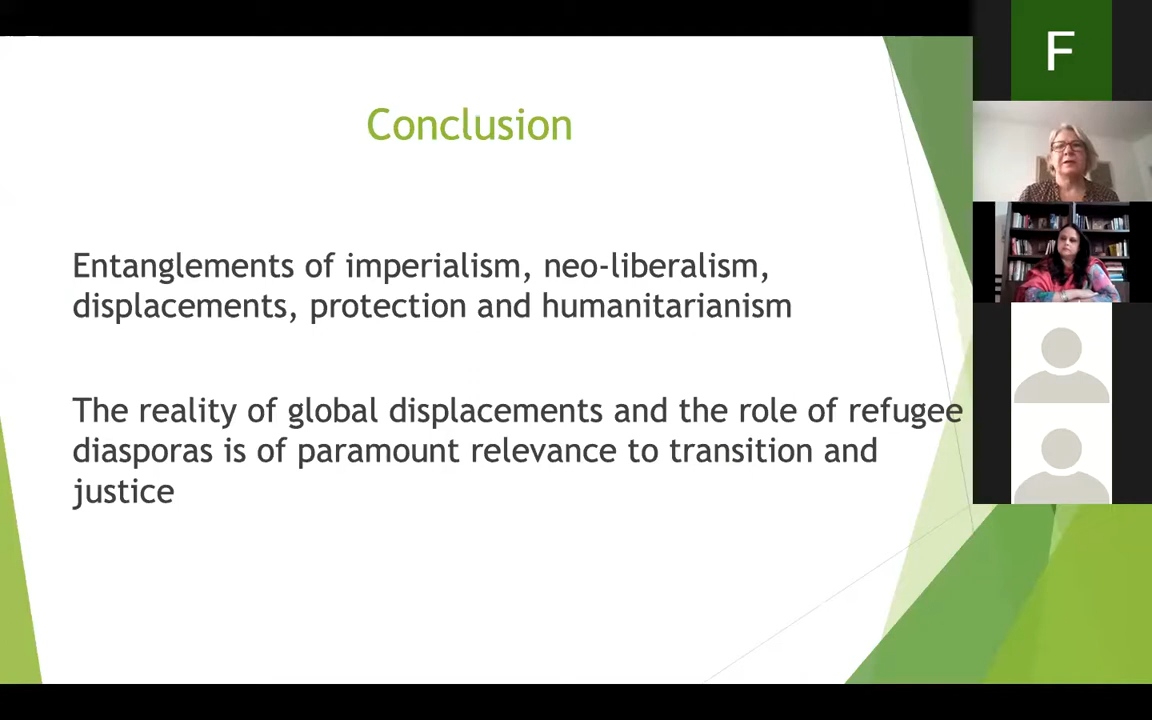 Conclusion
Entanglements of imperialism, neo-liberalism,
displacements, protection and humanitarianism
The reality of global displacements and the role of refugee
diasporas is of paramount relevance to transition and
justice
F